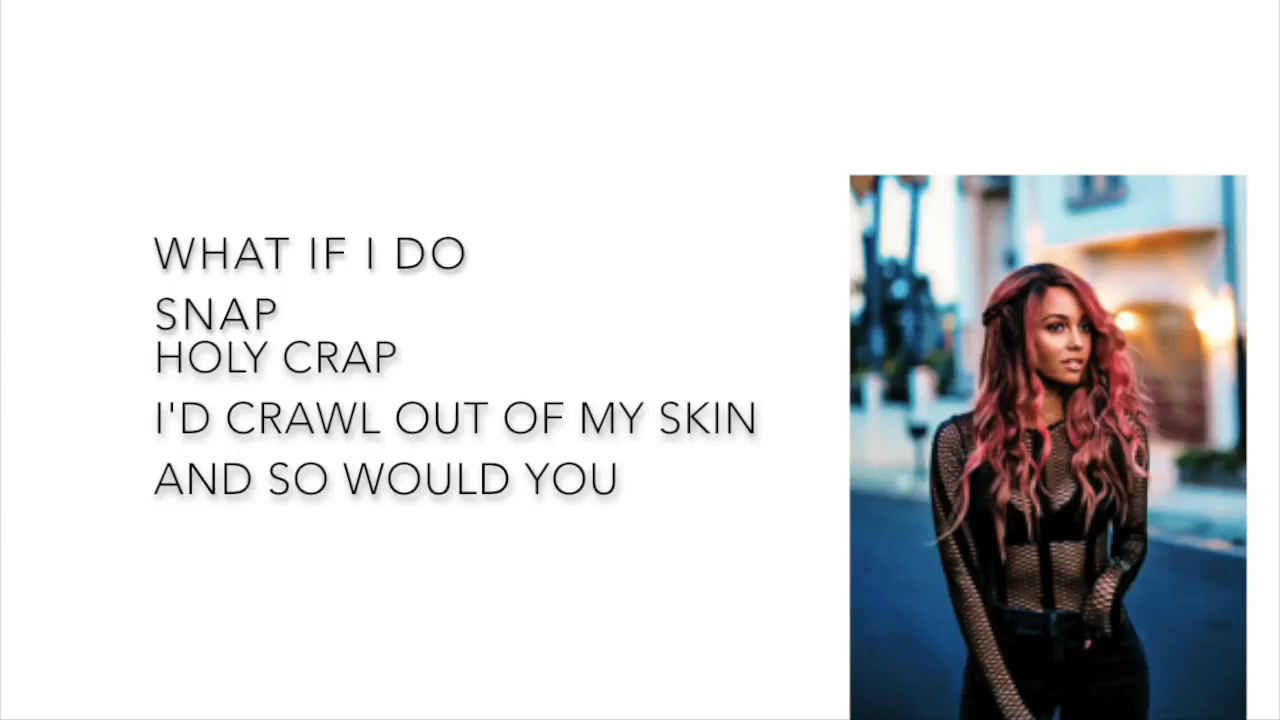 WHAT IF I DO
SNAP
HOLY CRAP
I'D CRAWL OUT OF MY SKIN
AND SO WOULD YOU